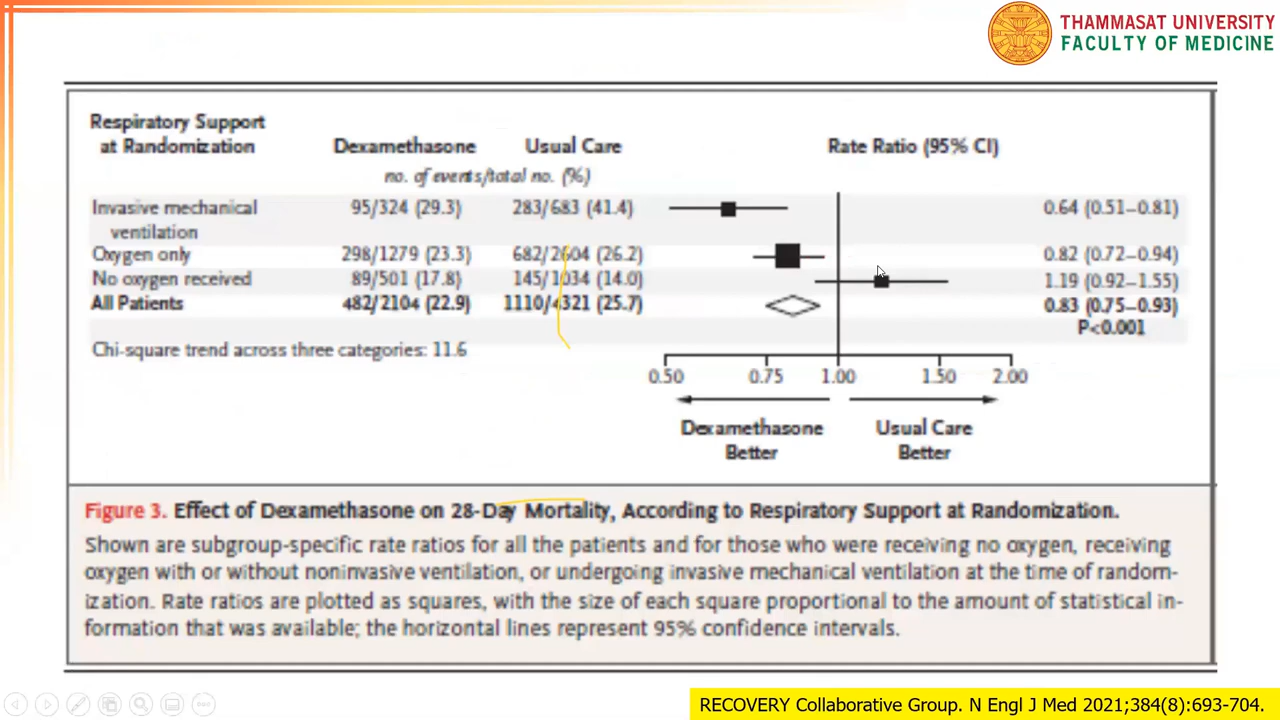 THAMMASAT UNIVERSITY
FACULTY OF MEDICINE
Respiratory Support
at Randomization Dexamethasone Usual Care Rate Ratio (95% CI)
no. of events/total no. (%)
Invasive mechanical 95/324 (29.3) 283/683 (41.4) 0.64 (0.51–0.81)
ventilation
Oxygen only 298/1279 (23.3) 682/2604 (26.2) 0.82 (0.72–0.94)
No oxygen received 89/501 (17.8) 145/1034 (14.0) 1.19 (0.92–1.55)
All Patients 482/2104 (22.9) 1110/4321 (25.7) 0.83 (0.75–0.93)
P<0.001
Chi-square trend across three categories: 11.6
0.50 0.75 1.00 1.50 2.00
Dexamethasone Usual Care
Better Better
Figure 3. Effect of Dexamethasone on 28-Day Mortality, According to Respiratory Support at Randomization.
Shown are subgroup-specific rate ratios for all the patients and for those who were receiving no oxygen, receiving
oxygen with or without noninvasive ventilation, or undergoing invasive mechanical ventilation at the time of random-
ization. Rate ratios are plotted as squares, with the size of each square proportional to the amount of statistical in-
formation that was available; the horizontal lines represent 95% confidence intervals.
RECOVERY Collaborative Group. N Engl J Med 2021;384(8):693-704.